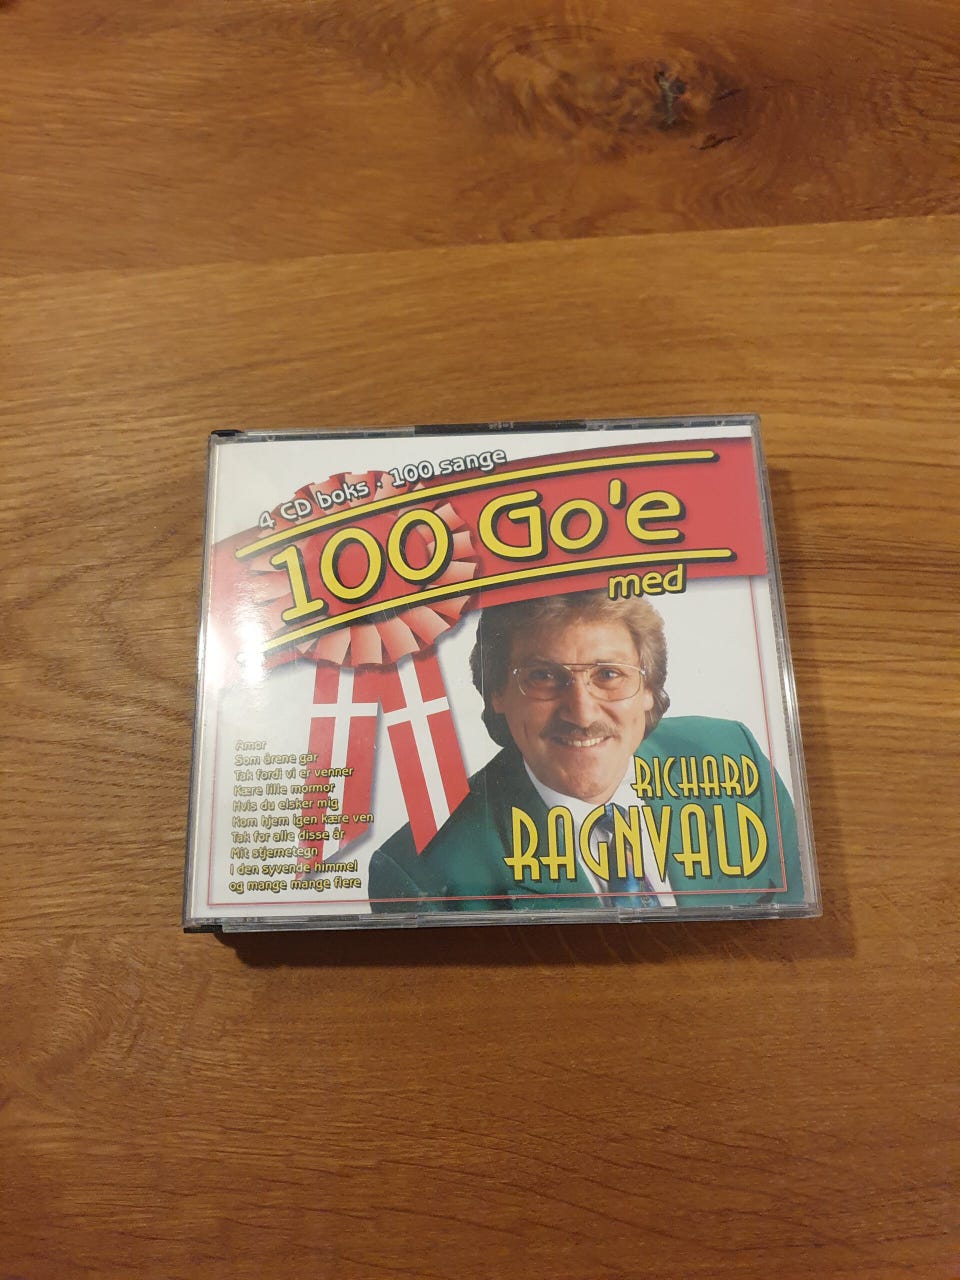 4 CD boks · 100 sange
100 Go'e
med
RICHARD
RAGNVALD
Amor
Som årene går
Tak fordi vi er venner
Kære lille mormor
Hvis du elsker mig
Kom hjem igen kære ven
Tak for alle disse år
Mit stjernetegn
I den syvende himmel
og mange mange flere